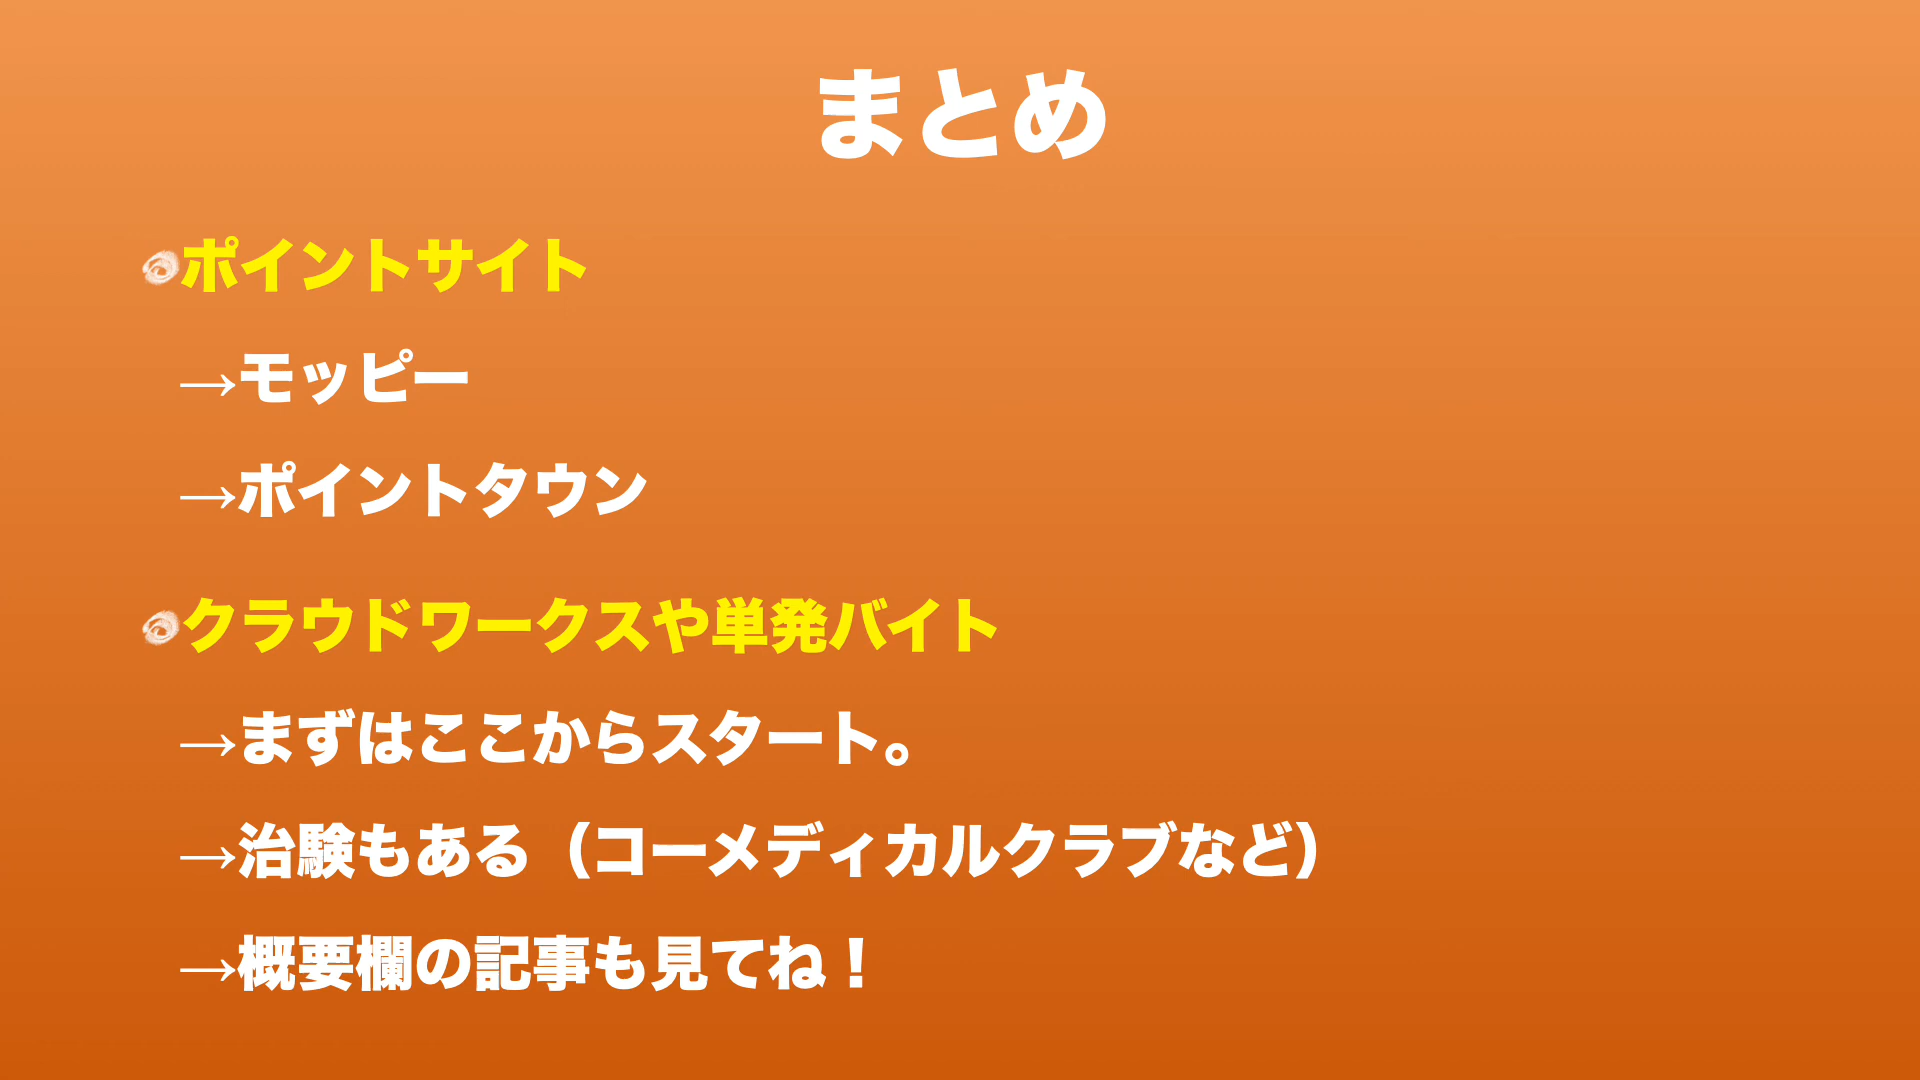 まとめ
ポイントサイト
→モッピー
→ポイントタウン
クラウドワークスや単発バイト
→まずはここからスタート。
→治験もある（コーメディカルクラブなど）
→概要欄の記事も見てね！